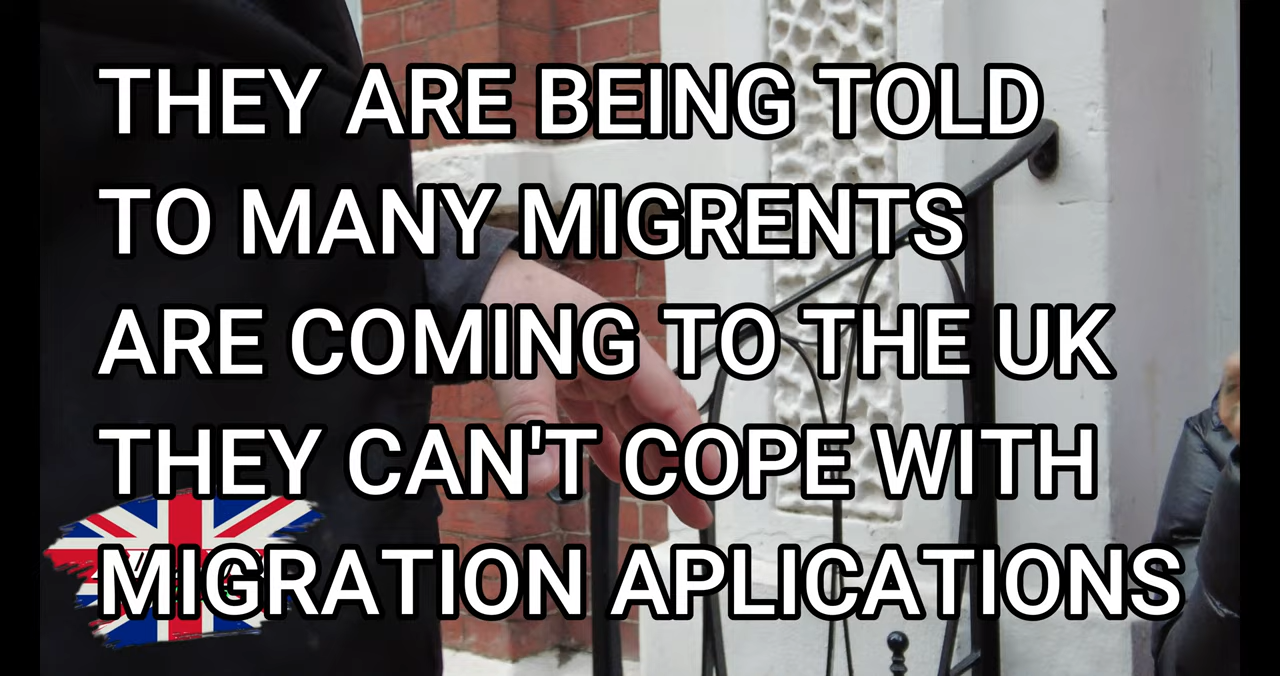 THEY ARE BEING TOLD
TO MANY MIGRENTS
ARE COMING TO THE UK
THEY CAN'T COPE WITH
MIGRATION APLICATIONS